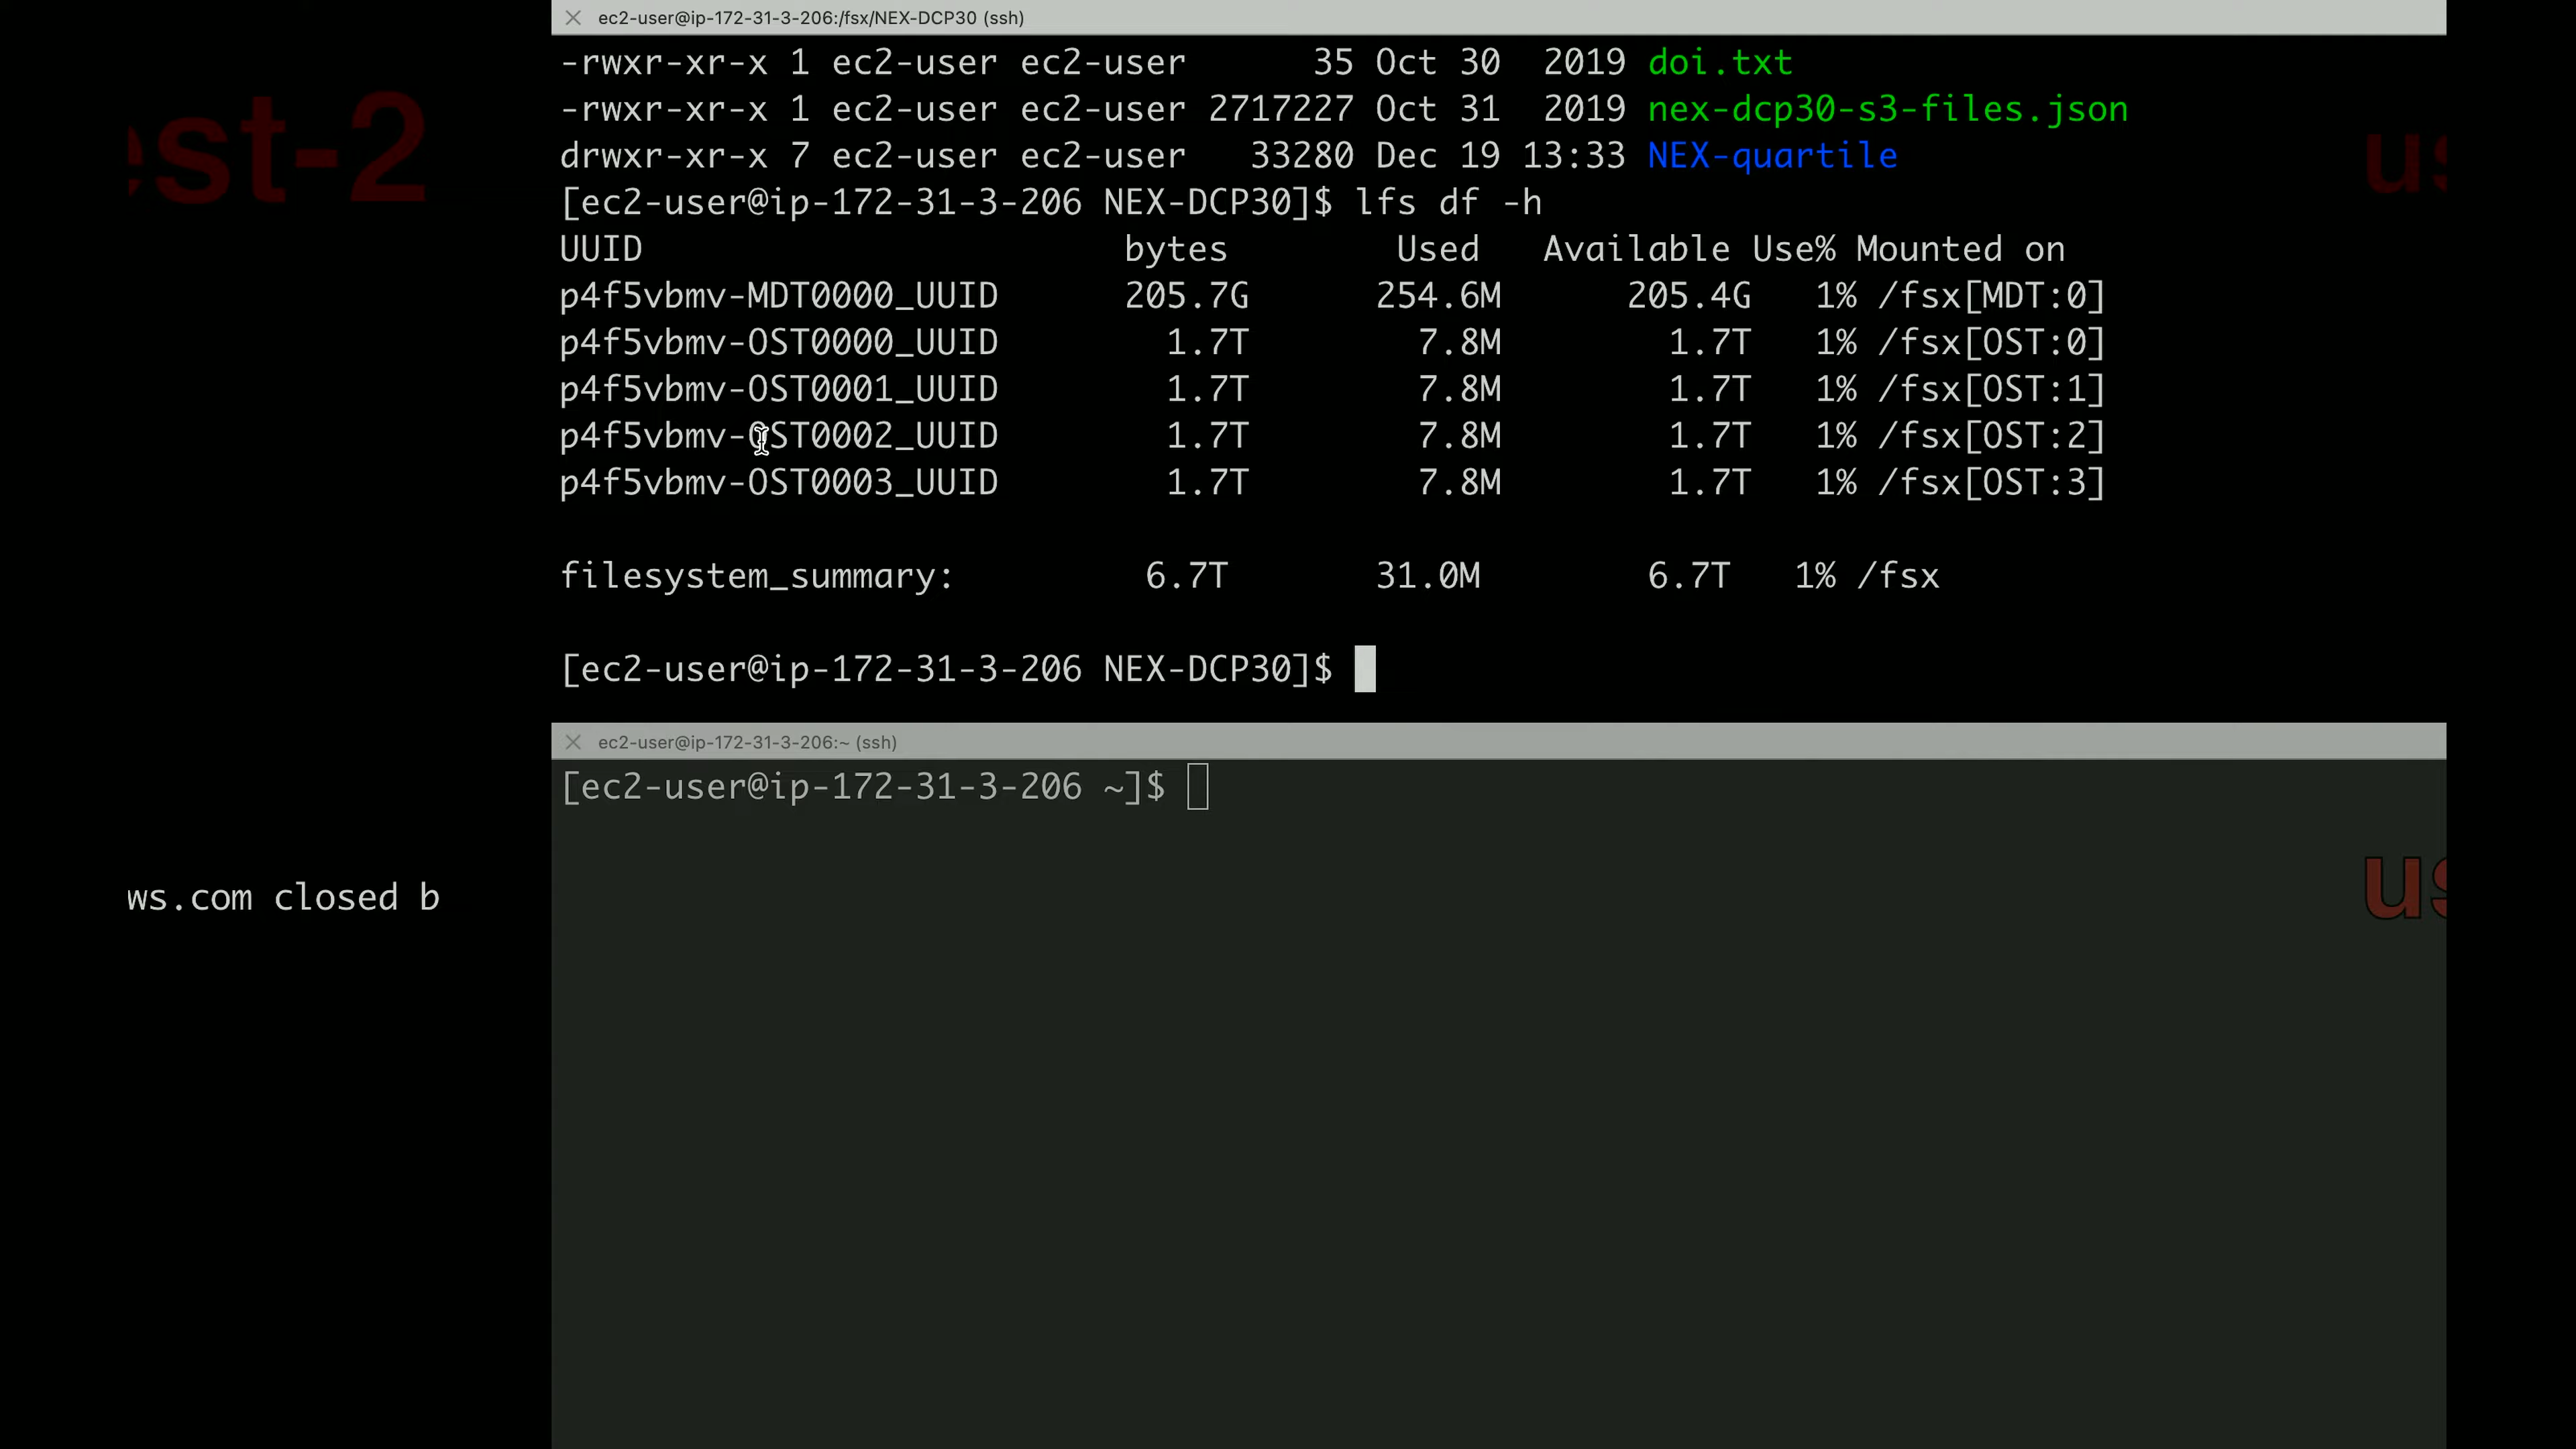 ec2-user@ip-172-31-3-206:/fsx/NEX-DCP30 (ssh)
-rwxr-xr-x 1 ec2-user ec2-user 35 Oct 30 2019 doi.txt
-rwxr-xr-x 1 ec2-user ec2-user 2717227 Oct 31 2019 nex-dcp30-s3-files.json
drwxr-xr-x 7 ec2-user ec2-user 33280 Dec 19 13:33 NEX-quartile
[ec2-user@ip-172-31-3-206 NEX-DCP30]$ lfs df -h
UUID bytes Used Available Use% Mounted on
p4f5vbmv-MDT0000_UUID 205.7G 254.6M 205.4G 1% /fsx[MDT:0]
p4f5vbmv-OST0000_UUID 1.7T 7.8M 1.7T 1% /fsx[OST:0]
p4f5vbmv-OST0001_UUID 1.7T 7.8M 1.7T 1% /fsx[OST:1]
p4f5vbmv-OST0002_UUID 1.7T 7.8M 1.7T 1% /fsx[OST:2]
p4f5vbmv-OST0003_UUID 1.7T 7.8M 1.7T 1% /fsx[OST:3]
filesystem_summary: 6.7T 31.0M 6.7T 1% /fsx
[ec2-user@ip-172-31-3-206 NEX-DCP30]$
ec2-user@ip-172-31-3-206:~ (ssh)
[ec2-user@ip-172-31-3-206 ~]$
st-2
ws.com closed b
us
us